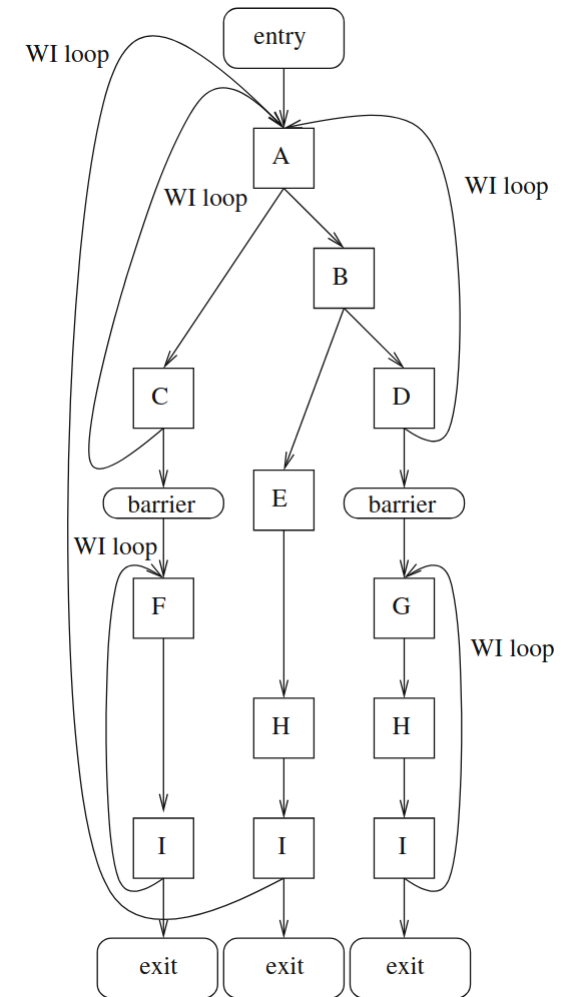 entry
WI loop
A
WI loop
WI loop
B
C
D
E
barrier
barrier
WI loop
F
G
WI loop
H
H
I
I
I
exit
exit
exit